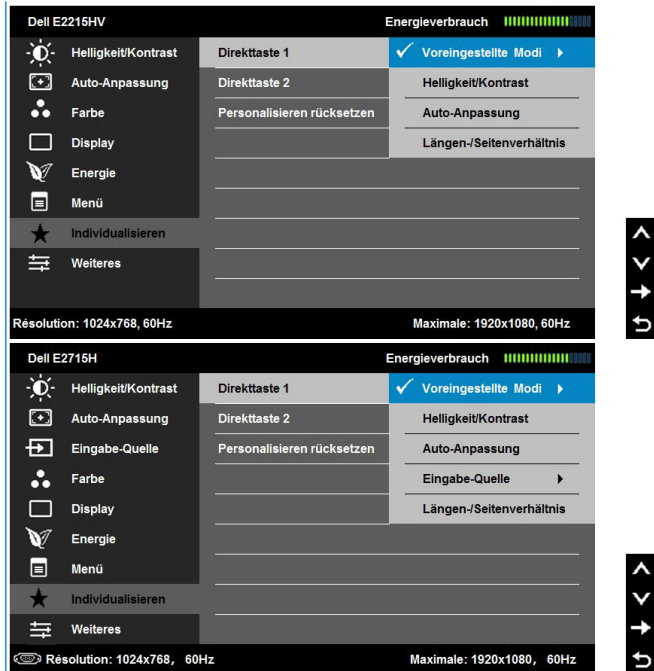 Dell E2215HV Energieverbrauch
Helligkeit/Kontrast Direkttaste 1 Voreingestellte Modi
Auto-Anpassung Direkttaste 2 Helligkeit/Kontrast
Farbe Personalisieren rücksetzen Auto-Anpassung
Display Längen-/Seitenverhältnis
Energie
Menü
Individualisieren
Weiteres
Résolution: 1024x768, 60Hz Maximale: 1920x1080, 60Hz
Dell E2715H Energieverbrauch
Helligkeit/Kontrast Direkttaste 1 Voreingestellte Modi
Auto-Anpassung Direkttaste 2 Helligkeit/Kontrast
Eingabe-Quelle Personalisieren rücksetzen Auto-Anpassung
Farbe Eingabe-Quelle
Display Längen-/Seitenverhältnis
Energie
Menü
Individualisieren
Weiteres
Résolution: 1024x768, 60Hz Maximale: 1920x1080, 60Hz